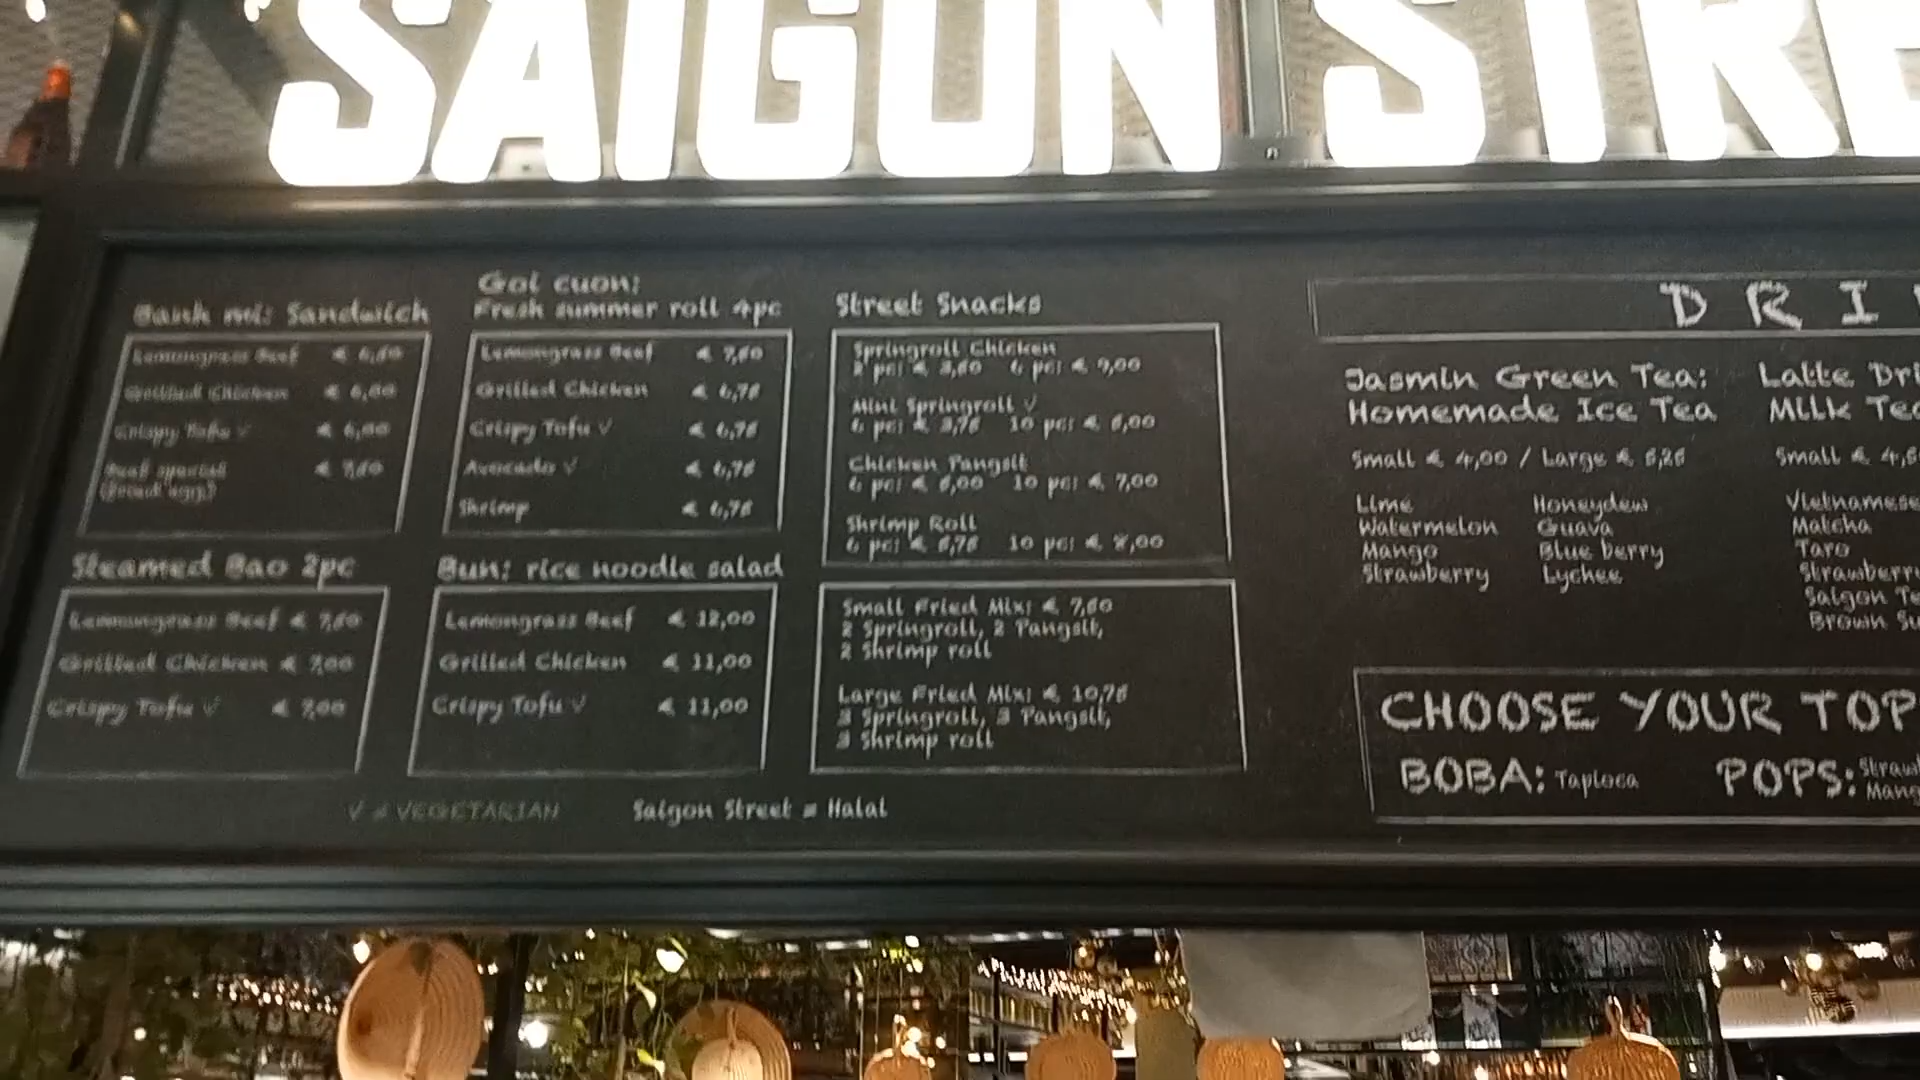 SAIGON STRE
Bank mi: Sandwich
Lemongrass Beef
Grilled Chicken € 6,00
Crispy Tofu V € 6,00
Beef special € 7,50
Steamed Bao 2pc
Lemongrass Beef € 7,50
Grilled Chicken € 7,00
Crispy Tofu V € 7,00
Goi cuon:
Fresh summer roll 4pc
Lemongrass Beef € 7,50
Grilled Chicken € 6,75
Crispy Tofu V € 6,75
Avocado V € 6,75
Shrimp € 6,75
Bun: rice noodle salad
Lemongrass Beef € 12,00
Grilled Chicken € 11,00
Crispy Tofu V € 11,00
Street Snacks
Springroll Chicken
2 pc: € 3,50 6 pc: € 9,00
Mini Springroll V
6 pc: € 3,75 10 pc: € 5,00
Chicken Pangsit
6 pc: € 5,00 10 pc: € 7,00
Shrimp Roll
6 pc: € 5,75 10 pc: € 8,00
Small Fried Mix: € 7,50
2 Springroll, 2 Pangsit,
2 Shrimp roll
Large Fried Mix: € 10,75
3 Springroll, 3 Pangsit,
3 Shrimp roll
V = VEGETARIAN
Saigon Street = Halal
DRI
Jasmin Green Tea:
Homemade Ice Tea
Small € 4,00 / Large € 5,25
Lime
Watermelon
Mango
Strawberry
Honeydew
Guava
Blue berry
Lychee
Latte Dri
Milk Tea
Small € 4,5
Vietnamese
Matcha
Taro
Strawberry
Saigon Te
Brown Su
CHOOSE YOUR TOP
BOBA: Tapioca
POPS: Strawb
Mang